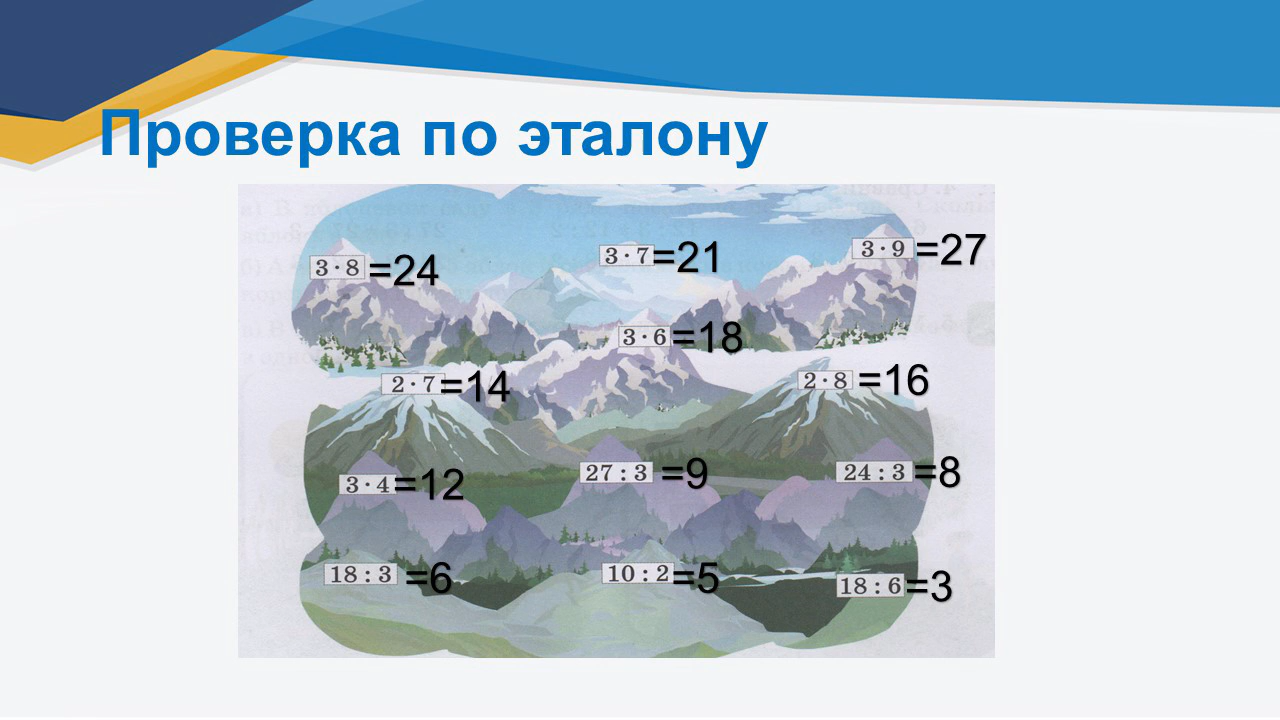 Проверка по эталону
3 · 8 =24
3 · 7 =21
3 · 9 =27
3 · 6 =18
2 · 7 =14
2 · 8 =16
3 · 4 =12
27 : 3 =9
24 : 3 =8
18 : 3 =6
10 : 2 =5
18 : 6 =3